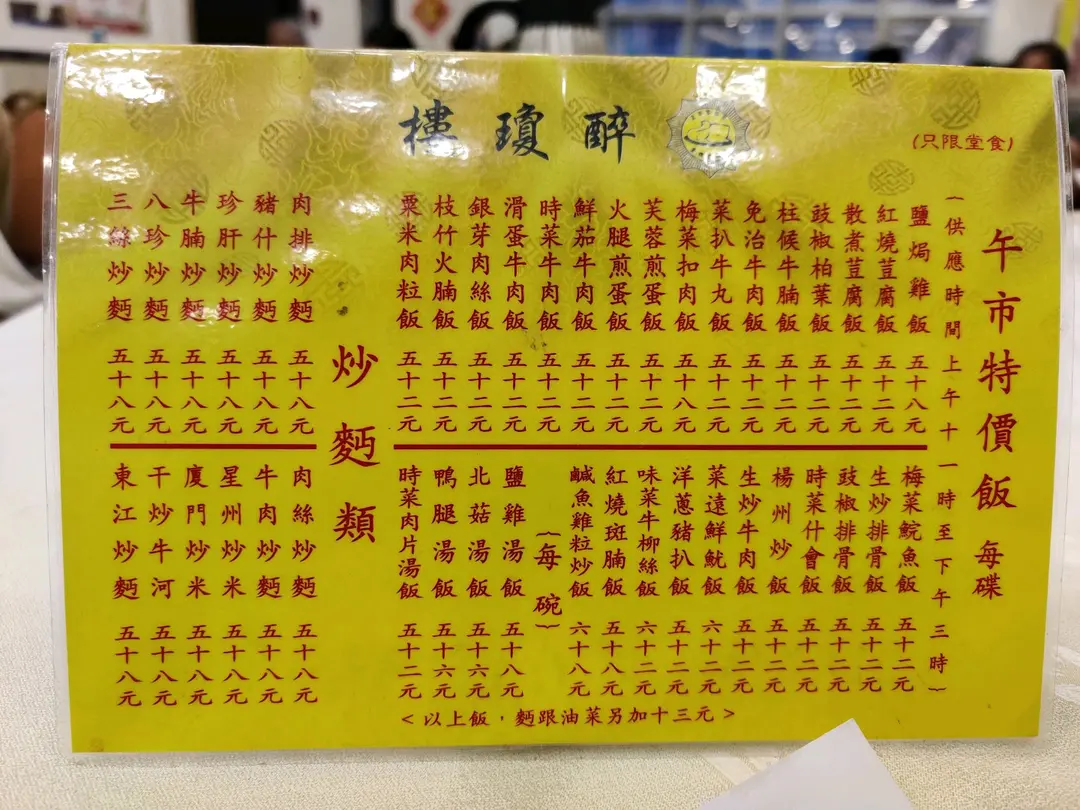 醉瓊樓
(只限堂食)
午市特價飯 每碟
(供應時間上午十一時至下午三時)
鹽焗雞飯 五十八元
紅燒荳腐飯 五十二元
散煮荳腐飯 五十二元
豉椒柏葉飯 五十二元
柱候牛腩飯 五十二元
免治牛肉飯 五十二元
菜扒牛丸飯 五十二元
梅菜扣肉飯 五十八元
芙蓉煎蛋飯 五十二元
火腿煎蛋飯 五十二元
鮮茄牛肉飯 五十二元
時菜牛肉飯 五十二元
滑蛋牛肉飯 五十二元
銀芽肉絲飯 五十二元
枝竹火腩飯 五十二元
粟米肉粒飯 五十二元
梅菜鯇魚飯 五十二元
生炒排骨飯 五十二元
豉椒排骨飯 五十二元
時菜什會飯 五十二元
楊州炒飯 五十二元
生炒牛肉飯 五十二元
菜遠鮮魷飯 六十二元
洋蔥豬扒飯 五十二元
味菜牛柳絲飯 六十二元
紅燒斑腩飯 五十八元
鹹魚雞粒炒飯 六十八元
(每碗)
鹽雞湯飯 五十八元
北菇湯飯 五十六元
鴨腿湯飯 五十六元
時菜肉片湯飯 五十二元
炒麵類
肉排炒麵 五十八元
豬什炒麵 五十八元
珍肝炒麵 五十八元
牛腩炒麵 五十八元
八珍炒麵 五十八元
三絲炒麵 五十八元
肉絲炒麵 五十八元
牛肉炒麵 五十八元
星州炒米 五十八元
廈門炒米 五十八元
干炒牛河 五十八元
東江炒麵 五十八元
<以上飯，麵跟油菜另加十三元>